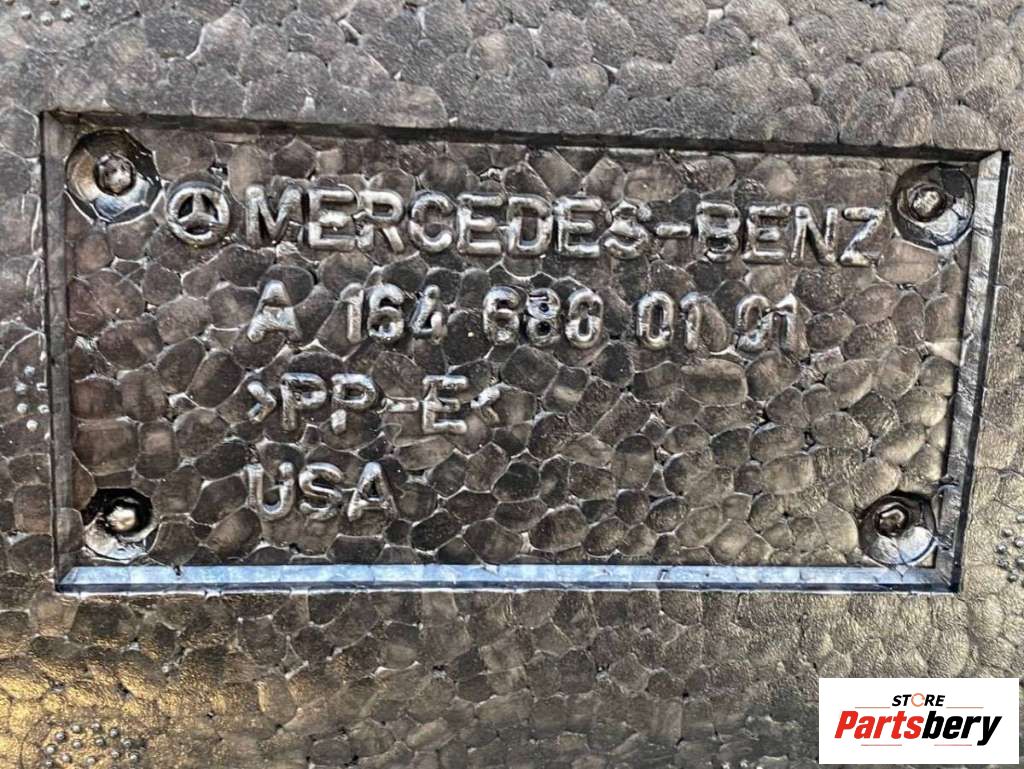 MERCEDES-BENZ
A 164 680 01 01
>PP-E<
USA
STORE
Partsbery